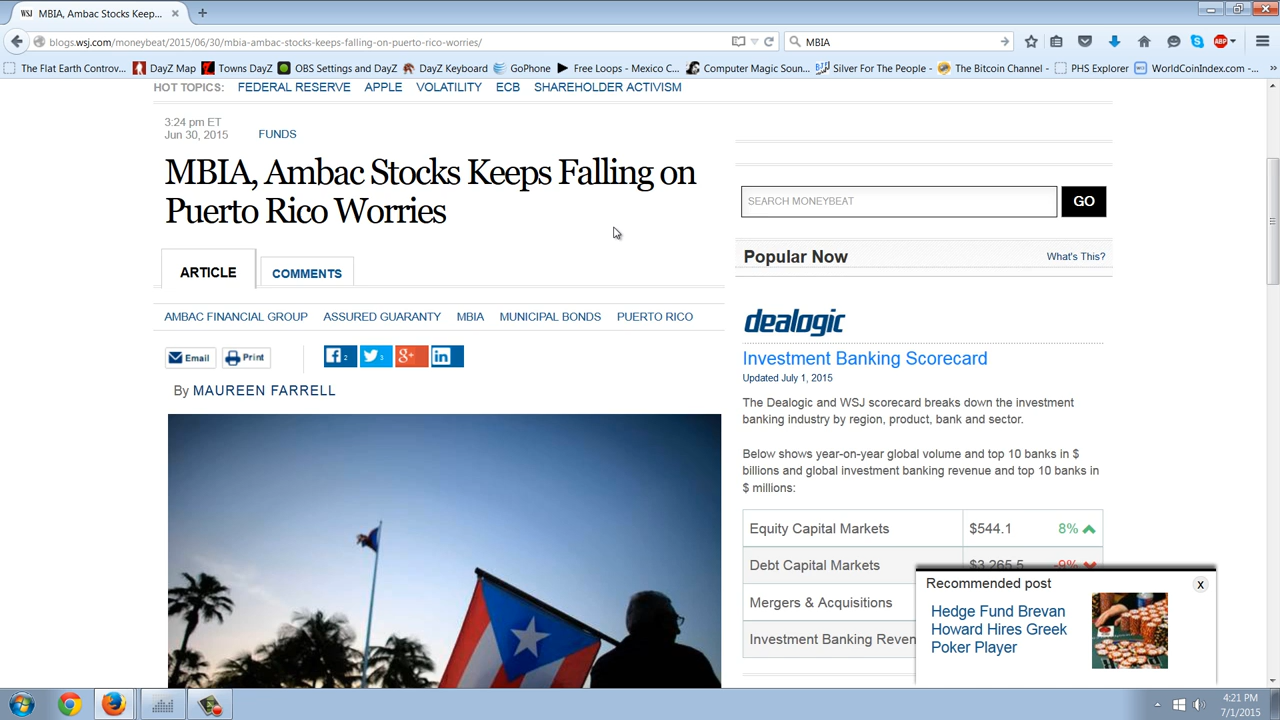 WSJ MBIA, Ambac Stocks Keep...
blogs.wsj.com/moneybeat/2015/06/30/mbia-ambac-stocks-keeps-falling-on-puerto-rico-worries/
MBIA
ABP
The Flat Earth Controv...
DayZ Map
Towns DayZ
OBS Settings and DayZ
DayZ Keyboard
GoPhone
Free Loops - Mexico C...
Computer Magic Soun...
Silver For The People -
The Bitcoin Channel -
PHS Explorer
WorldCoinIndex.com -...
HOT TOPICS: FEDERAL RESERVE APPLE VOLATILITY ECB SHAREHOLDER ACTIVISM
3:24 pm ET
Jun 30, 2015 FUNDS
MBIA, Ambac Stocks Keeps Falling on
Puerto Rico Worries
ARTICLE COMMENTS
AMBAC FINANCIAL GROUP ASSURED GUARANTY MBIA MUNICIPAL BONDS PUERTO RICO
Email Print f 2 3 g+ in
By MAUREEN FARRELL
SEARCH MONEYBEAT GO
Popular Now What's This?
dealogic
Investment Banking Scorecard
Updated July 1, 2015
The Dealogic and WSJ scorecard breaks down the investment
banking industry by region, product, bank and sector.
Below shows year-on-year global volume and top 10 banks in $
billions and global investment banking revenue and top 10 banks in
$ millions:
Equity Capital Markets $544.1 8%
Debt Capital Markets $3,265.5 -9%
Mergers & Acquisitions
Investment Banking Reven
Recommended post x
Hedge Fund Brevan
Howard Hires Greek
Poker Player
4:21 PM
7/1/2015